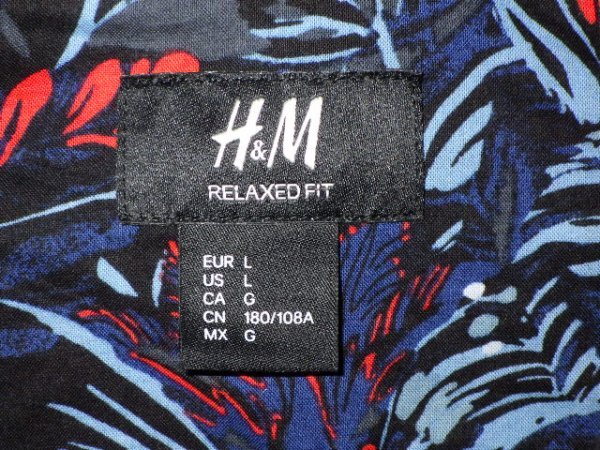 H&M
RELAXED FIT
EUR L
US L
CA G
CN 180/108A
MX G